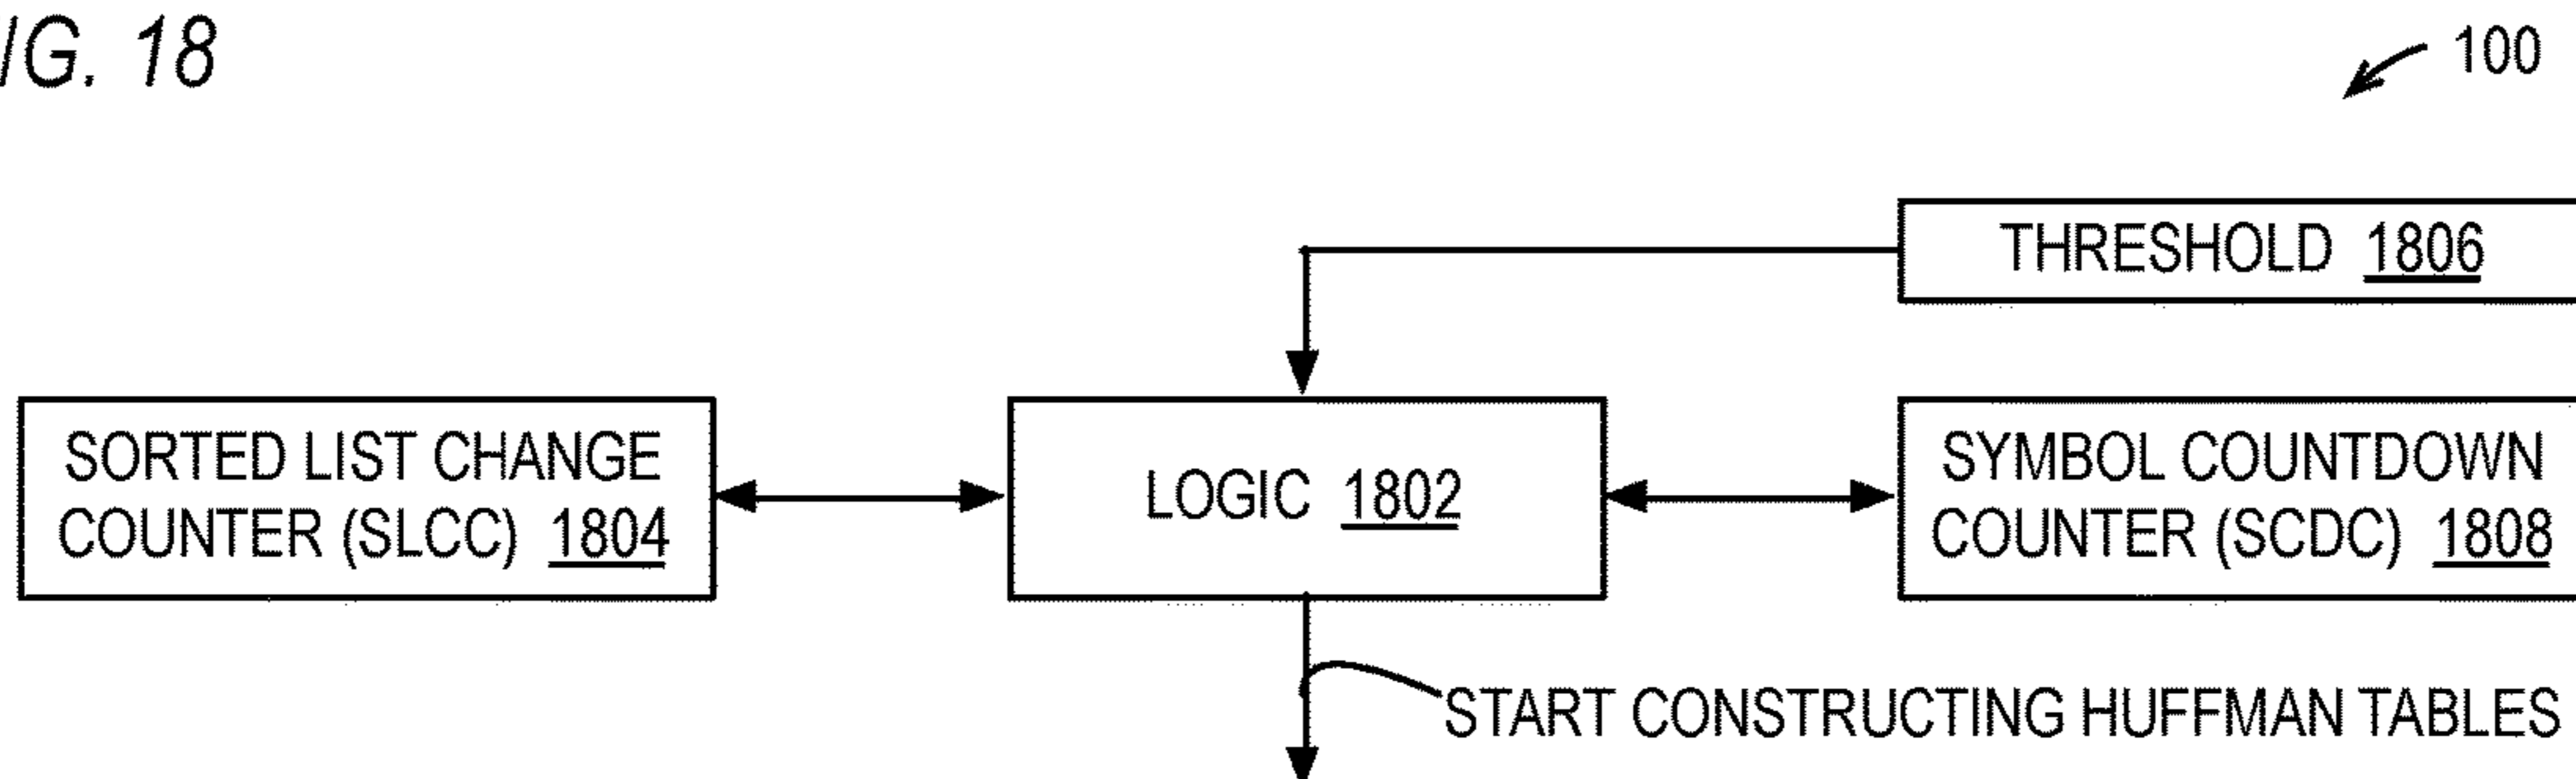 IG. 18
100
THRESHOLD 1806
SORTED LIST CHANGE
COUNTER (SLCC) 1804
LOGIC 1802
SYMBOL COUNTDOWN
COUNTER (SCDC) 1808
START CONSTRUCTING HUFFMAN TABLES